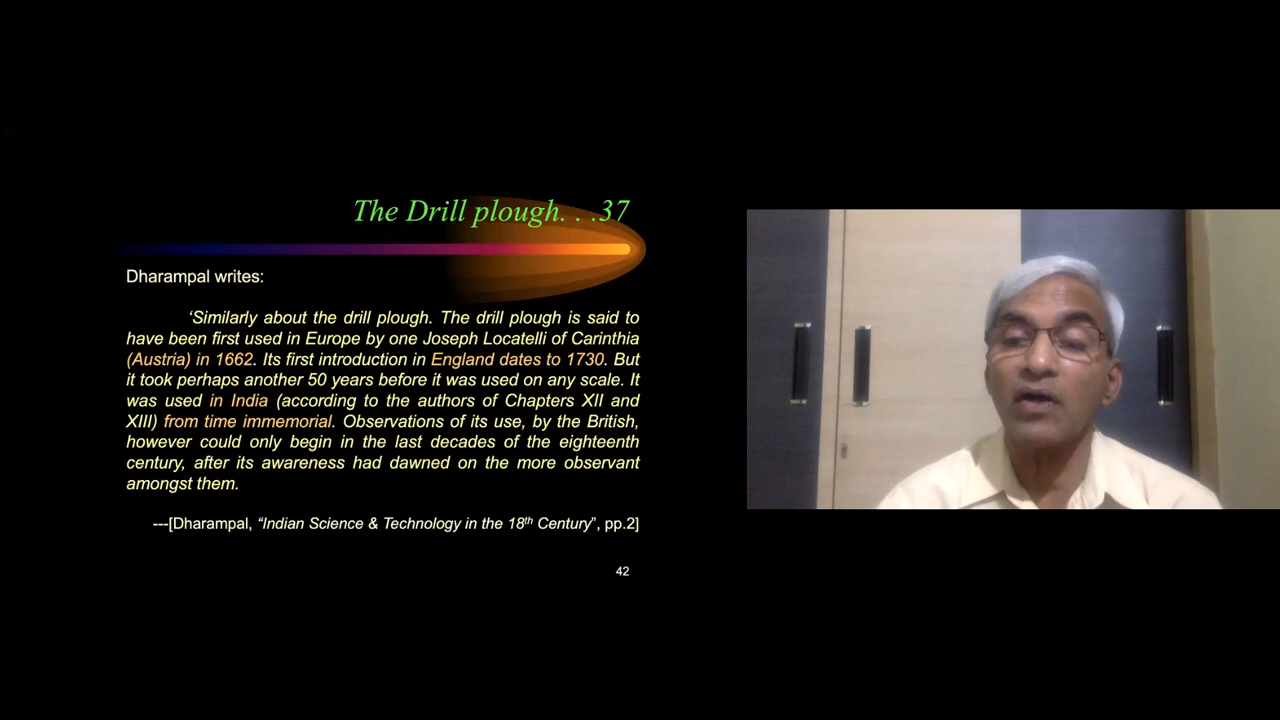 The Drill plough. . .37
Dharampal writes:
‘Similarly about the drill plough. The drill plough is said to
have been first used in Europe by one Joseph Locatelli of Carinthia
(Austria) in 1662. Its first introduction in England dates to 1730. But
it took perhaps another 50 years before it was used on any scale. It
was used in India (according to the authors of Chapters XII and
XIII) from time immemorial. Observations of its use, by the British,
however could only begin in the last decades of the eighteenth
century, after its awareness had dawned on the more observant
amongst them.
---[Dharampal, “Indian Science & Technology in the 18th Century”, pp.2]
42